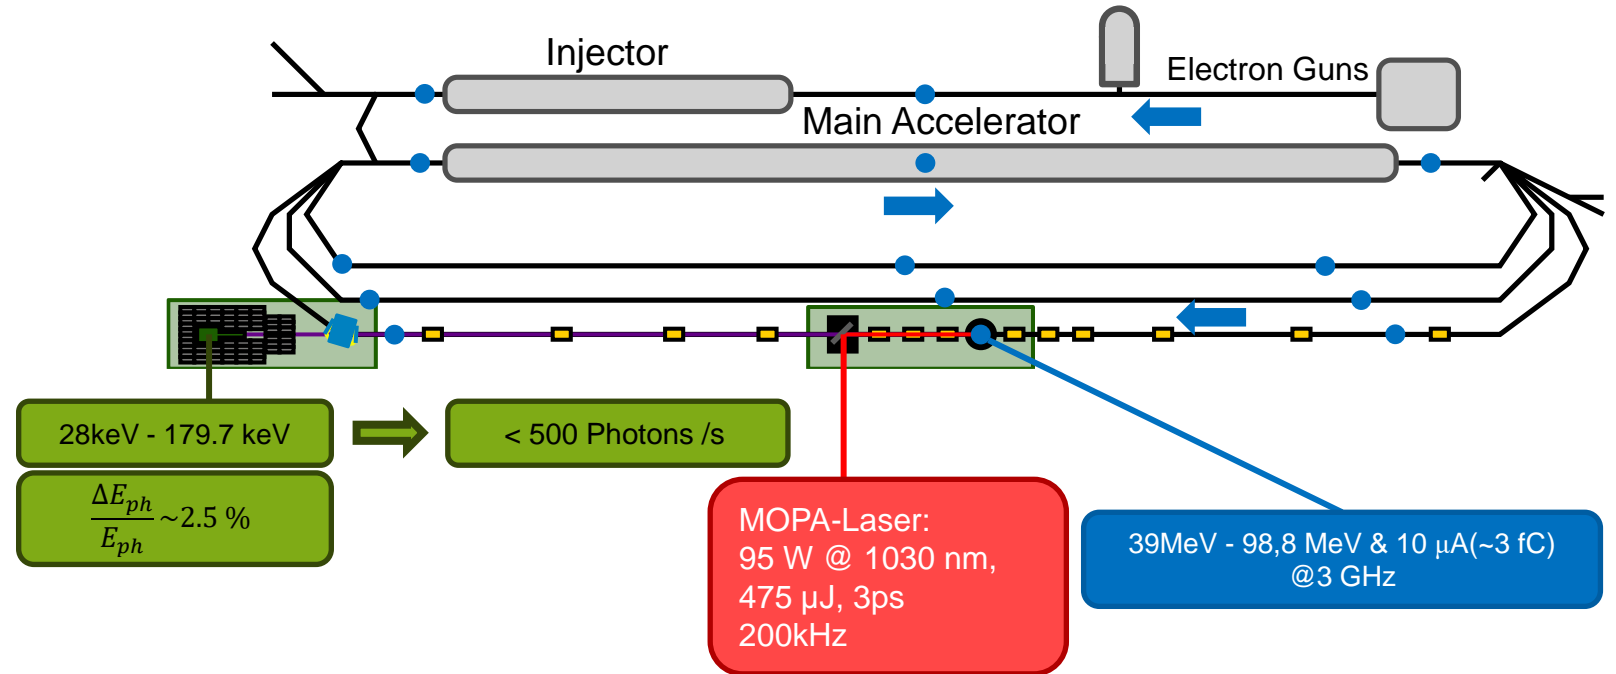 Injector
Electron Guns
Main Accelerator
28keV - 179.7 keV
< 500 Photons /s
ΔE_ph / E_ph ~2.5 %
MOPA-Laser:
95 W @ 1030 nm,
475 µJ, 3ps
200kHz
39MeV - 98,8 MeV & 10 μA(~3 fC)
@3 GHz